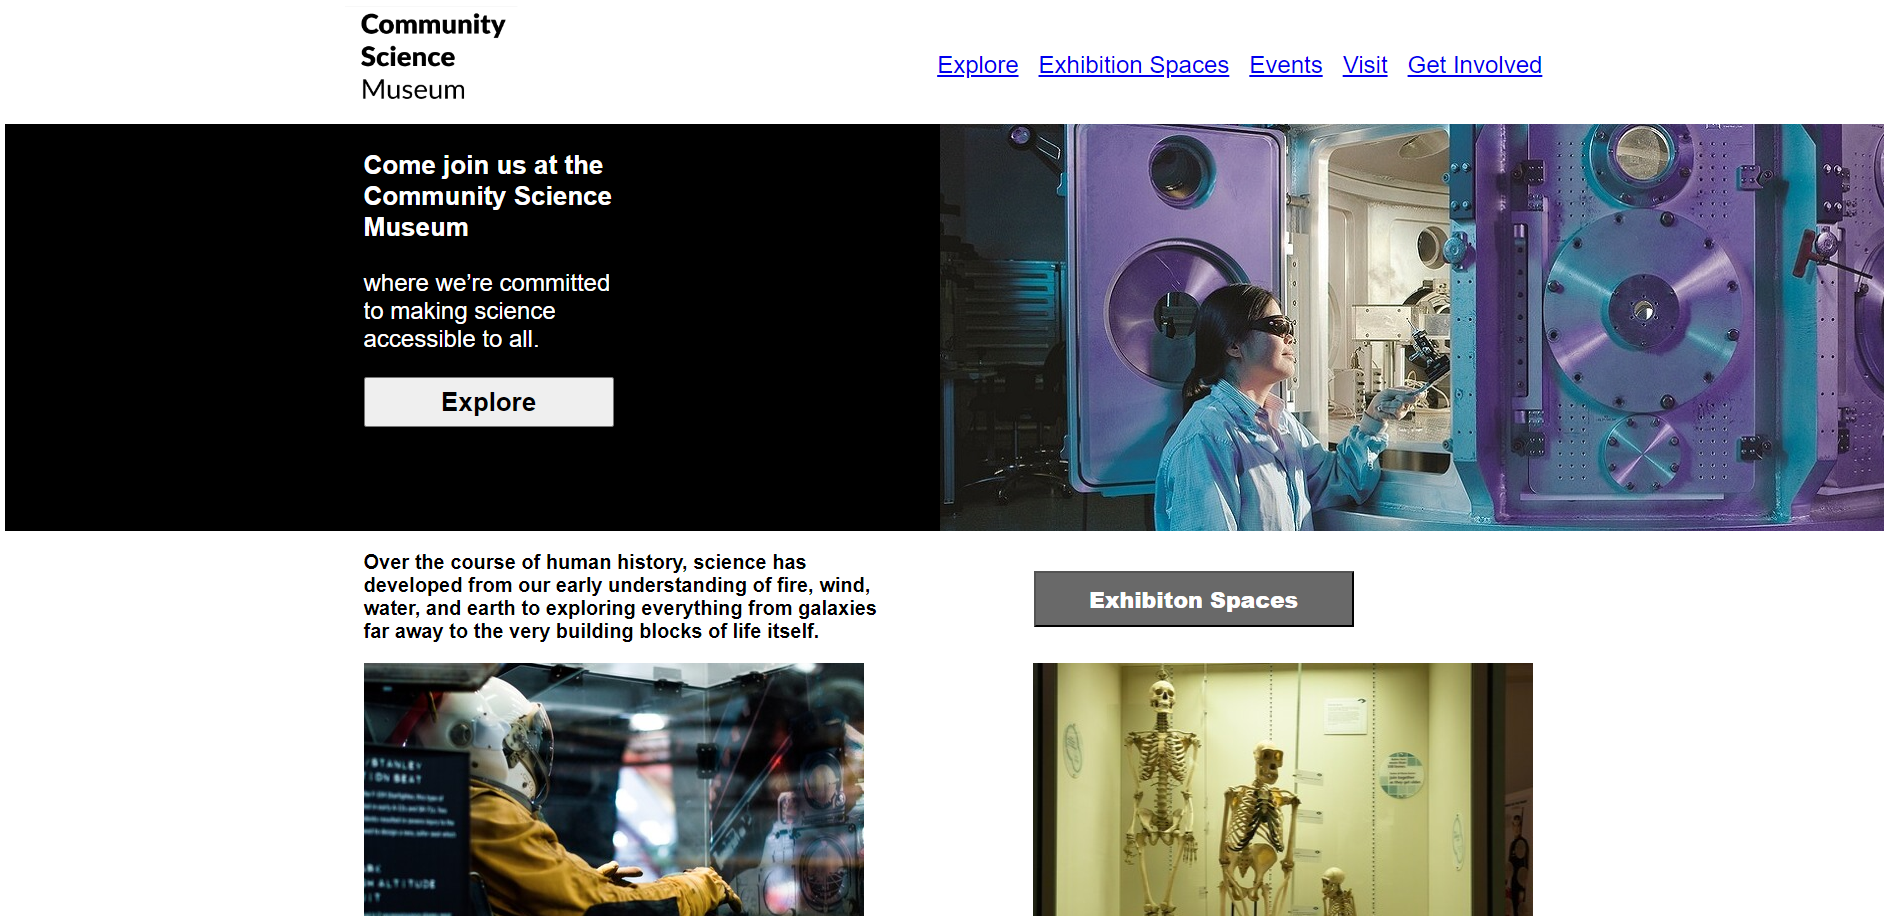 Community
Science
Museum
Explore Exhibition Spaces Events Visit Get Involved
Come join us at the
Community Science
Museum
where we’re committed
to making science
accessible to all.
Explore
Over the course of human history, science has
developed from our early understanding of fire, wind,
water, and earth to exploring everything from galaxies
far away to the very building blocks of life itself.
Exhibiton Spaces
/STANLEY
TION BEAT
ALTITUDE